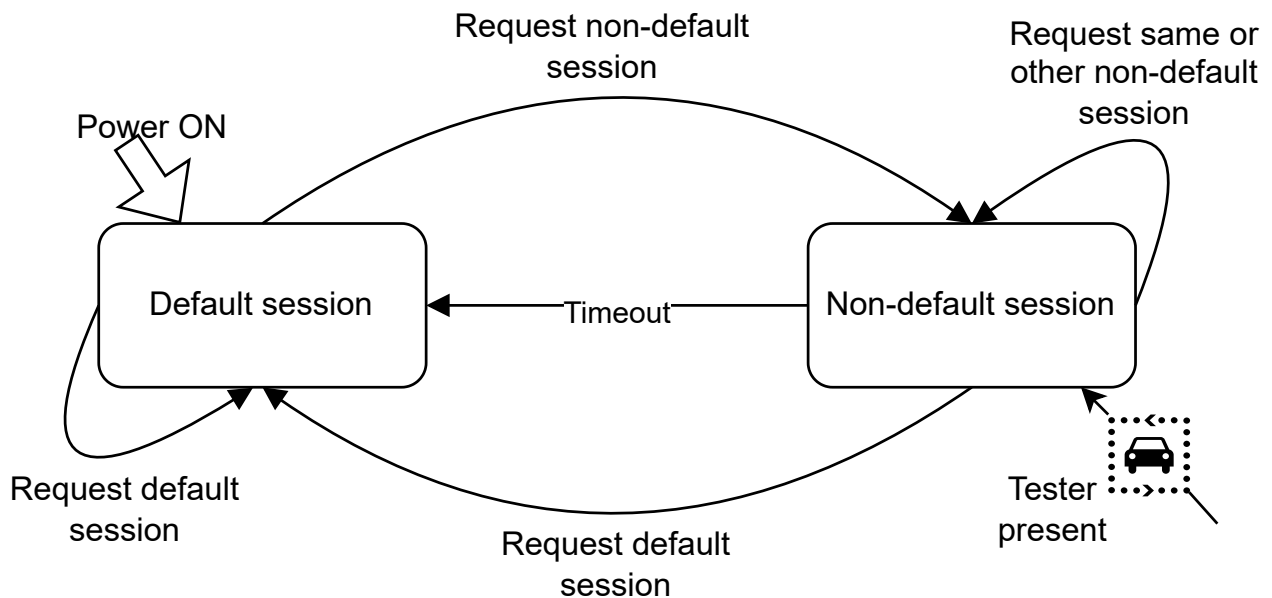 Request non-default
session
Request same or
other non-default
session
Power ON
Default session
Timeout
Non-default session
Request default
session
Tester
present
Request default
session